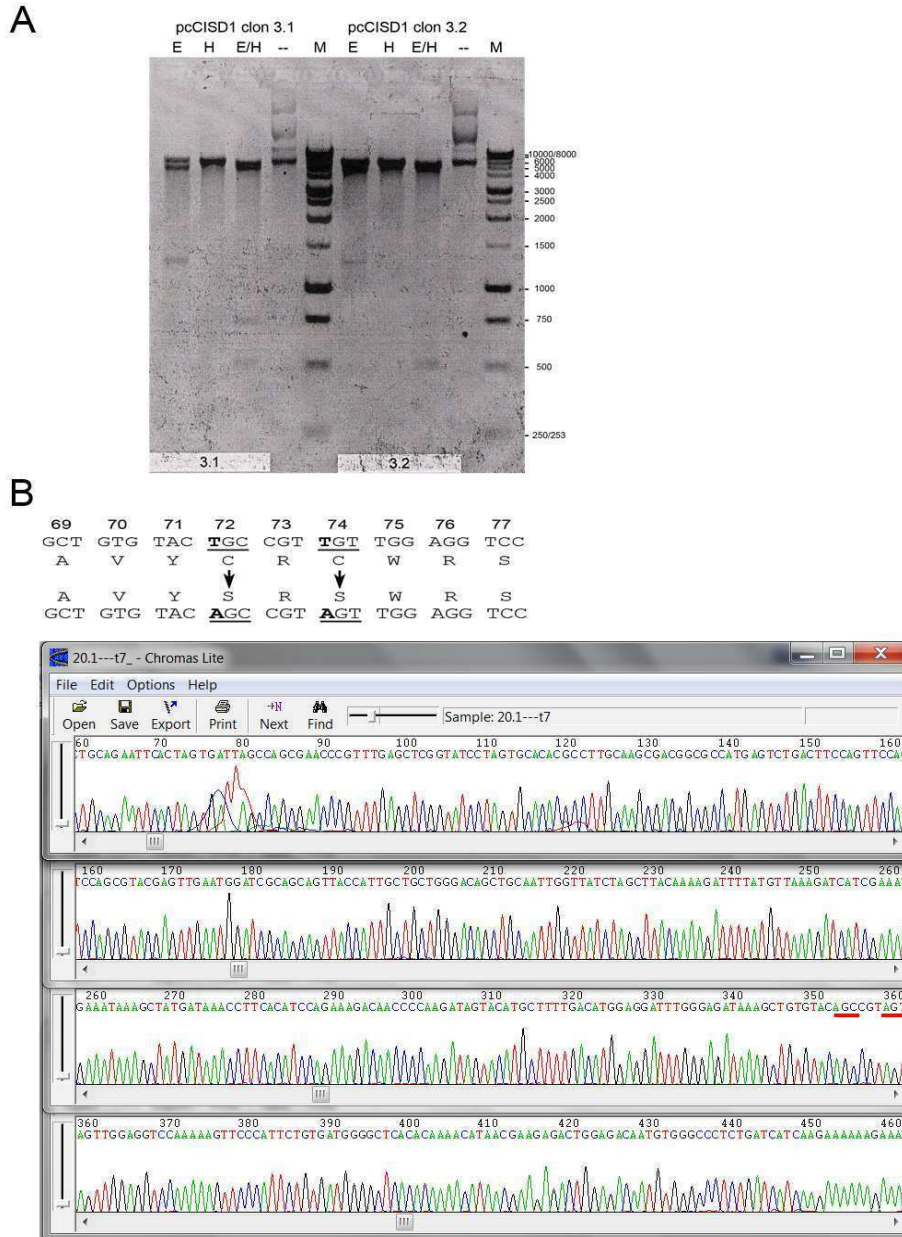 A
pcCISD1 clon 3.1 pcCISD1 clon 3.2
E H E/H -- M E H E/H -- M
10000/8000
6000
5000
4000
3000
2500
2000
1500
1000
750
500
250/253
3.1 3.2
B
69 70 71 72 73 74 75 76 77
GCT GTG TAC TGC CGT TGT TGG AGG TCC
A V Y C R C W R S
A V Y S R S W R S
GCT GTG TAC AGC CGT AGT TGG AGG TCC
20.1---t7_ - Chromas Lite
File Edit Options Help
Open Save Export Print Next Find Sample: 20.1---t7
60 70 80 90 100 110 120 130 140 150 160
CTGCAGAATTCACTAGTGATTAGCCAGCGAACCCGTTTGAGCTCGGTATCCTAGTGCACACGCCTTGCAAGCGACGGCGCCATGAGTCTGACTTCCAGTTCCAG
160 170 180 190 200 210 220 230 240 250 260
TCCAGCGTACGAGTTGAATGGATCGCAGCAGTTACCATTGCTGCTGGGACAGCTGCAATTGGTTATCTAGCTTACAAAAGATTTTATGTTAAAGATCATCGAAA
260 270 280 290 300 310 320 330 340 350 360
GAAATAAAGCTATGATAAACCTTCACATCCAGAAAGACAACCCCAAGATAGTACATGCTTTTGACATGGAGGATTTGGGAGATAAAGCTGTGTACAGCCGTAGT
360 370 380 390 400 410 420 430 440 450 460
AGTTGGAGGTCCAAAAAGTTCCCATTCTGTGATGGGGCTCACACAAAACATAACGAAGAGACTGGAGACAATGTGGGCCCTCTGATCATCAAGAAAAAAGAAA